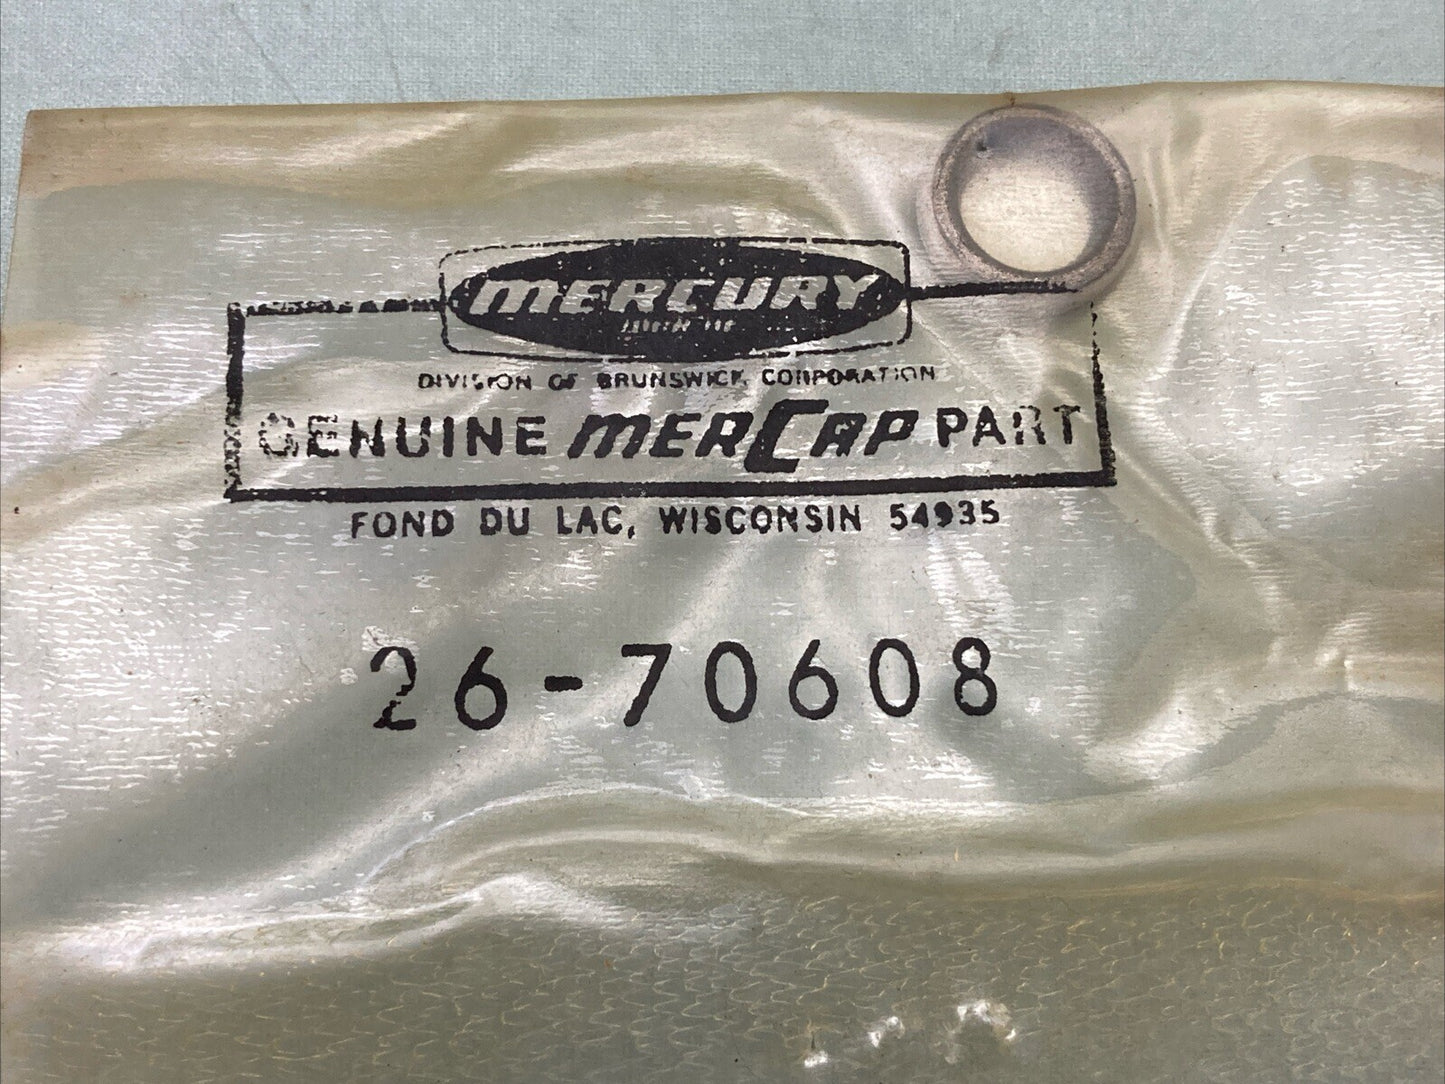 MERCURY
DIVISION OF BRUNSWICK CORPORATION
GENUINE MERCAP PART
FOND DU LAC, WISCONSIN 54935
26-70608